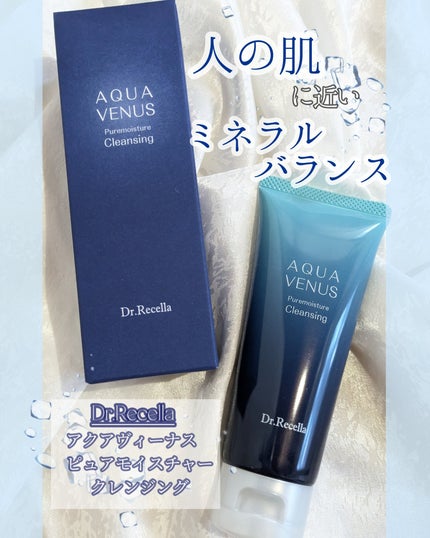 人の肌
に近い
ミネラル
バランス
AQUA
VENUS
Puremoisture
Cleansing
Dr.Recella
AQUA
VENUS
Puremoisture
Cleansing
Dr.Recella
Dr.Recella
アクアヴィーナス
ピュアモイスチャー
クレンジング